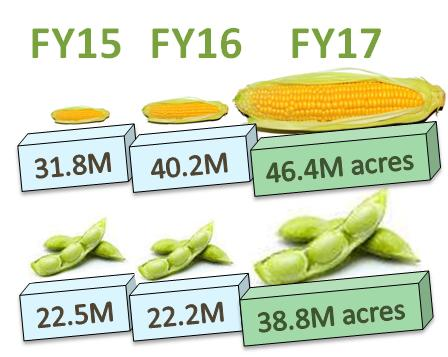 FY15 FY16 FY17
31.8M 40.2M 46.4M acres
22.5M 22.2M 38.8M acres